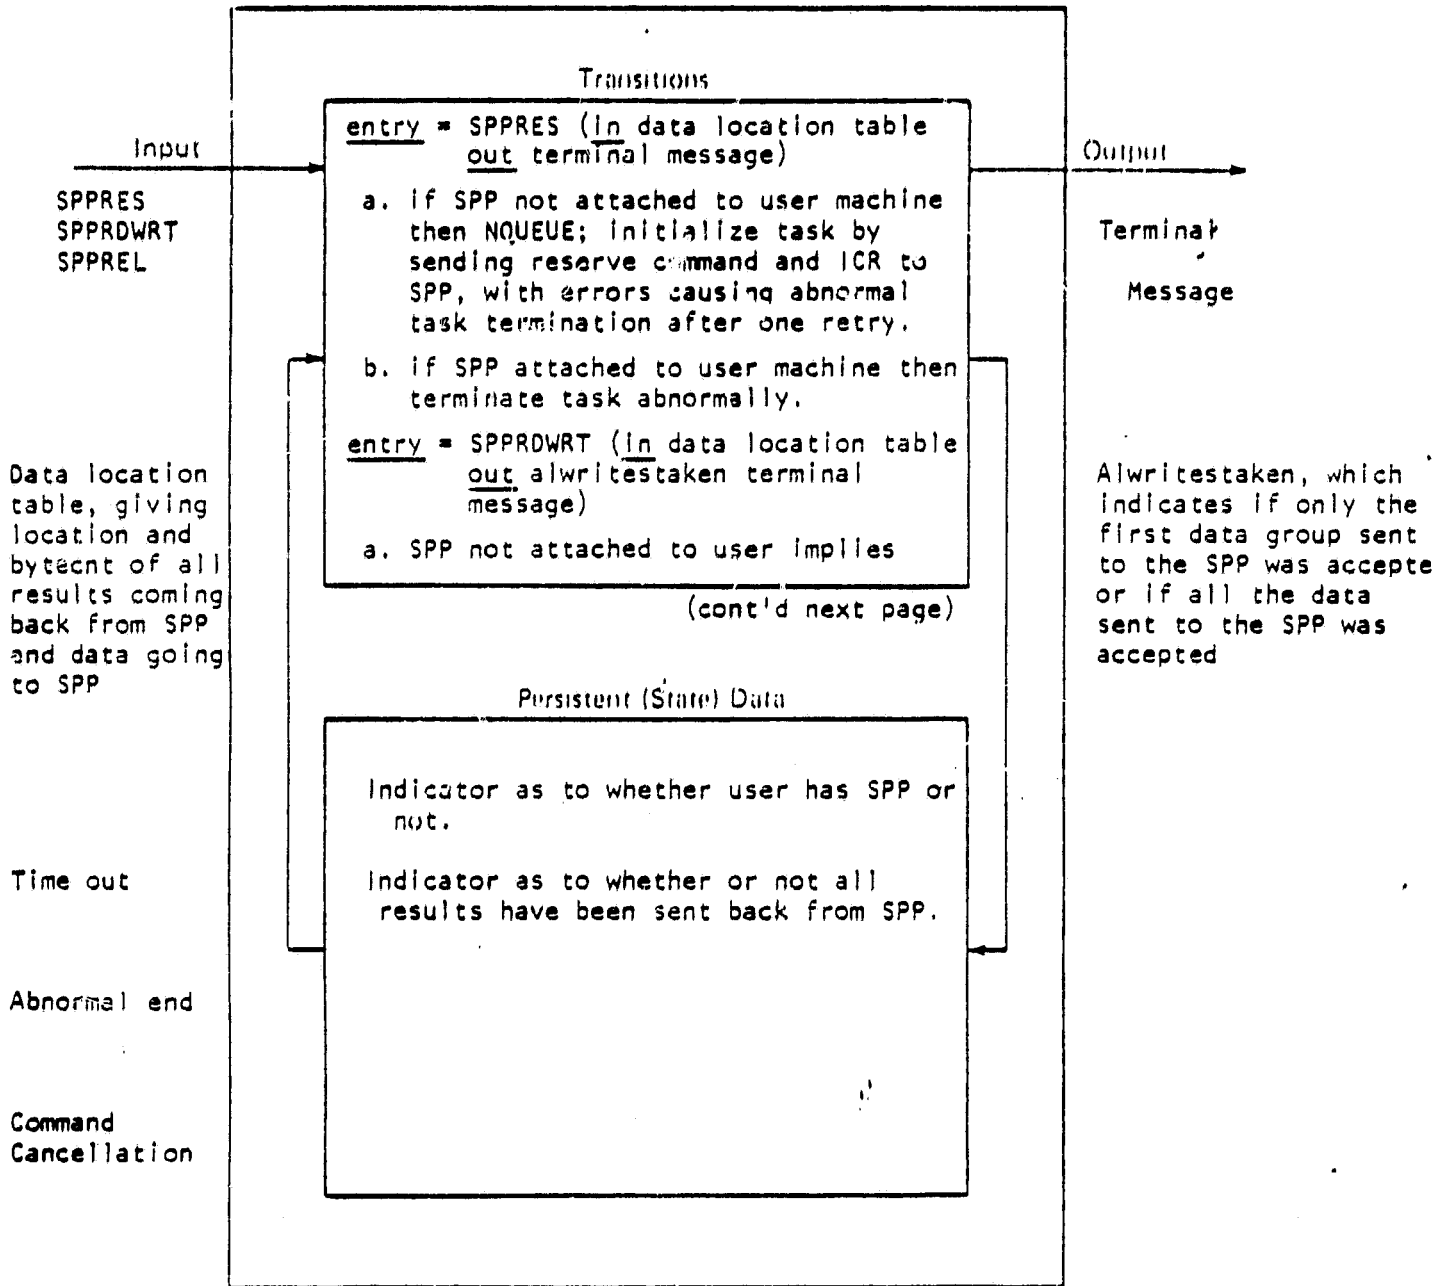 Transitions
entry = SPPRES (in data location table
out terminal message)
a. if SPP not attached to user machine
then NQUEUE; initialize task by
sending reserve command and ICR to
SPP, with errors causing abnormal
task termination after one retry.
b. if SPP attached to user machine then
terminate task abnormally.
entry = SPPRDWRT (in data location table
out alwritestaken terminal
message)
a. SPP not attached to user implies
(cont'd next page)
Input
SPPRES
SPPRDWRT
SPPREL
Data location
table, giving
location and
bytecnt of all
results coming
back from SPP
and data going
to SPP
Time out
Abnormal end
Command
Cancellation
Persistent (State) Data
Indicator as to whether user has SPP or
not.
Indicator as to whether or not all
results have been sent back from SPP.
Output
Terminal
Message
Alwritestaken, which
indicates if only the
first data group sent
to the SPP was accepte
or if all the data
sent to the SPP was
accepted